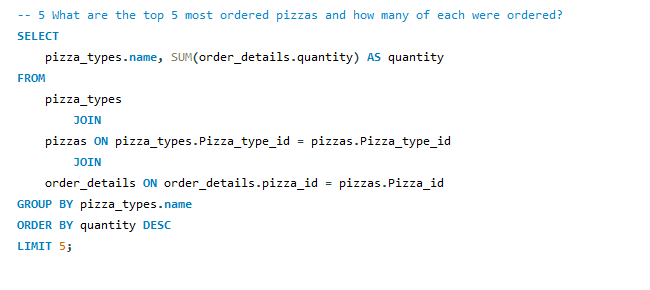 -- 5 What are the top 5 most ordered pizzas and how many of each were ordered?
SELECT
    pizza_types.name, SUM(order_details.quantity) AS quantity
FROM
    pizza_types
        JOIN
    pizzas ON pizza_types.Pizza_type_id = pizzas.Pizza_type_id
        JOIN
    order_details ON order_details.pizza_id = pizzas.Pizza_id
GROUP BY pizza_types.name
ORDER BY quantity DESC
LIMIT 5;